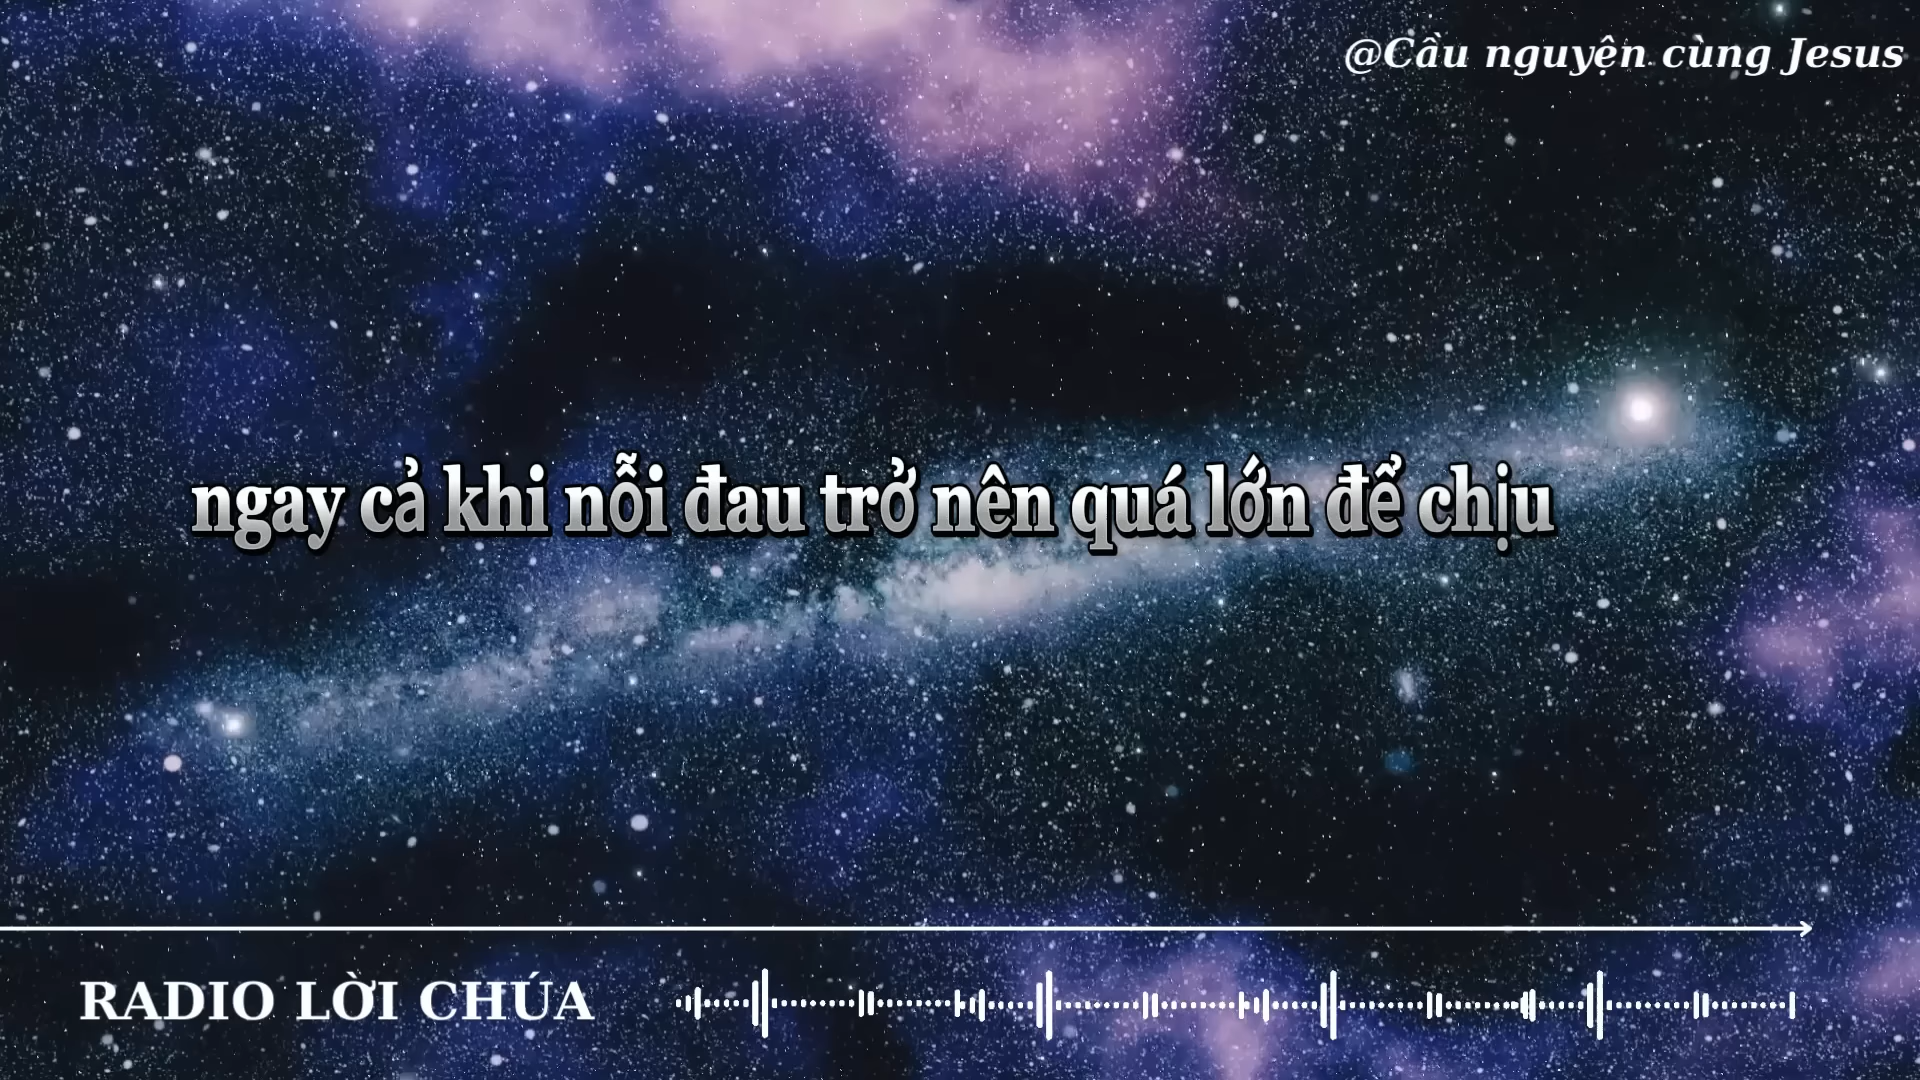 @Cầu nguyện cùng Jesus
ngay cả khi nỗi đau trở nên quá lớn để chịu
RADIO LỜI CHÚA